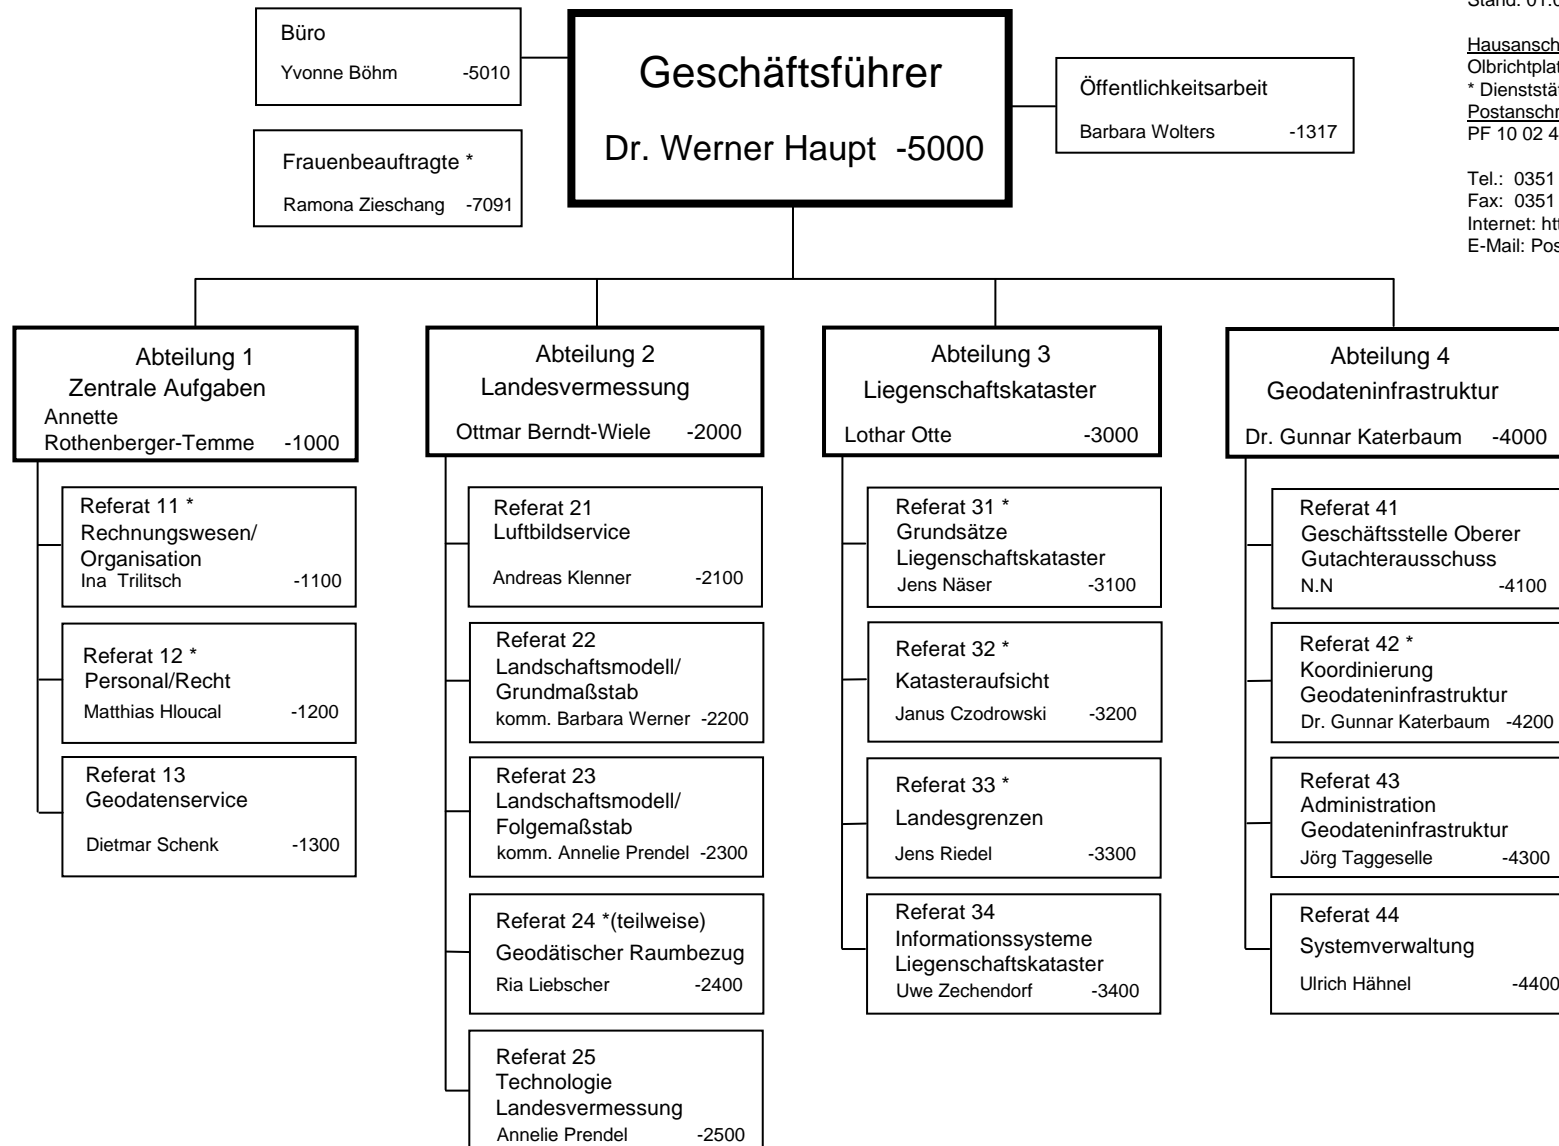 Büro
Yvonne Böhm -5010
Frauenbeauftragte *
Ramona Zieschang -7091
Geschäftsführer
Dr. Werner Haupt -5000
Öffentlichkeitsarbeit
Barbara Wolters -1317
Stand:
PF 10 02
Tel.: 0351
Fax: 0351
Internet:
E-Mail:
Abteilung 1
Zentrale Aufgaben
Annette
Rothenberger-Temme -1000
Referat 11 *
Rechnungswesen/
Organisation
Ina Trilitsch -1100
Referat 12 *
Personal/Recht
Matthias Hloucal -1200
Referat 13
Geodatenservice
Dietmar Schenk -1300
Abteilung 2
Landesvermessung
Ottmar Berndt-Wiele -2000
Referat 21
Luftbildservice
Andreas Klenner -2100
Referat 22
Landschaftsmodell/
Grundmaßstab
komm. Barbara Werner -2200
Referat 23
Landschaftsmodell/
Folgemaßstab
komm. Annelie Prendel -2300
Referat 24 *(teilweise)
Geodätischer Raumbezug
Ria Liebscher -2400
Referat 25
Technologie
Landesvermessung
Annelie Prendel -2500
Abteilung 3
Liegenschaftskataster
Lothar Otte -3000
Referat 31 *
Grundsätze
Liegenschaftskataster
Jens Näser -3100
Referat 32 *
Katasteraufsicht
Janus Czodrowski -3200
Referat 33 *
Landesgrenzen
Jens Riedel -3300
Referat 34
Informationssysteme
Liegenschaftskataster
Uwe Zechendorf -3400
Abteilung 4
Geodateninfrastruktur
Dr. Gunnar Katerbaum -4000
Referat 41
Geschäftsstelle Oberer
Gutachterausschuss
N.N -4100
Referat 42 *
Koordinierung
Geodateninfrastruktur
Dr. Gunnar Katerbaum -4200
Referat 43
Administration
Geodateninfrastruktur
Jörg Taggeselle -4300
Referat 44
Systemverwaltung
Ulrich Hähnel -4400